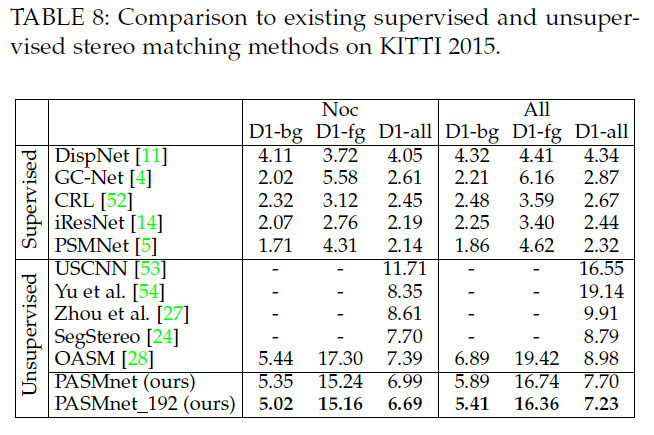 TABLE 8: Comparison to existing supervised and unsuper-
vised stereo matching methods on KITTI 2015.
Noc All
D1-bg D1-fg D1-all D1-bg D1-fg D1-all
Supervised
DispNet [11] 4.11 3.72 4.05 4.32 4.41 4.34
GC-Net [4] 2.02 5.58 2.61 2.21 6.16 2.87
CRL [52] 2.32 3.12 2.45 2.48 3.59 2.67
iResNet [14] 2.07 2.76 2.19 2.25 3.40 2.44
PSMNet [5] 1.71 4.31 2.14 1.86 4.62 2.32
Unsupervised
USCNN [53] - - 11.71 - - 16.55
Yu et al. [54] - - 8.35 - - 19.14
Zhou et al. [27] - - 8.61 - - 9.91
SegStereo [24] - - 7.70 - - 8.79
OASM [28] 5.44 17.30 7.39 6.89 19.42 8.98
PASMnet (ours) 5.35 15.24 6.99 5.89 16.74 7.70
PASMnet_192 (ours) 5.02 15.16 6.69 5.41 16.36 7.23